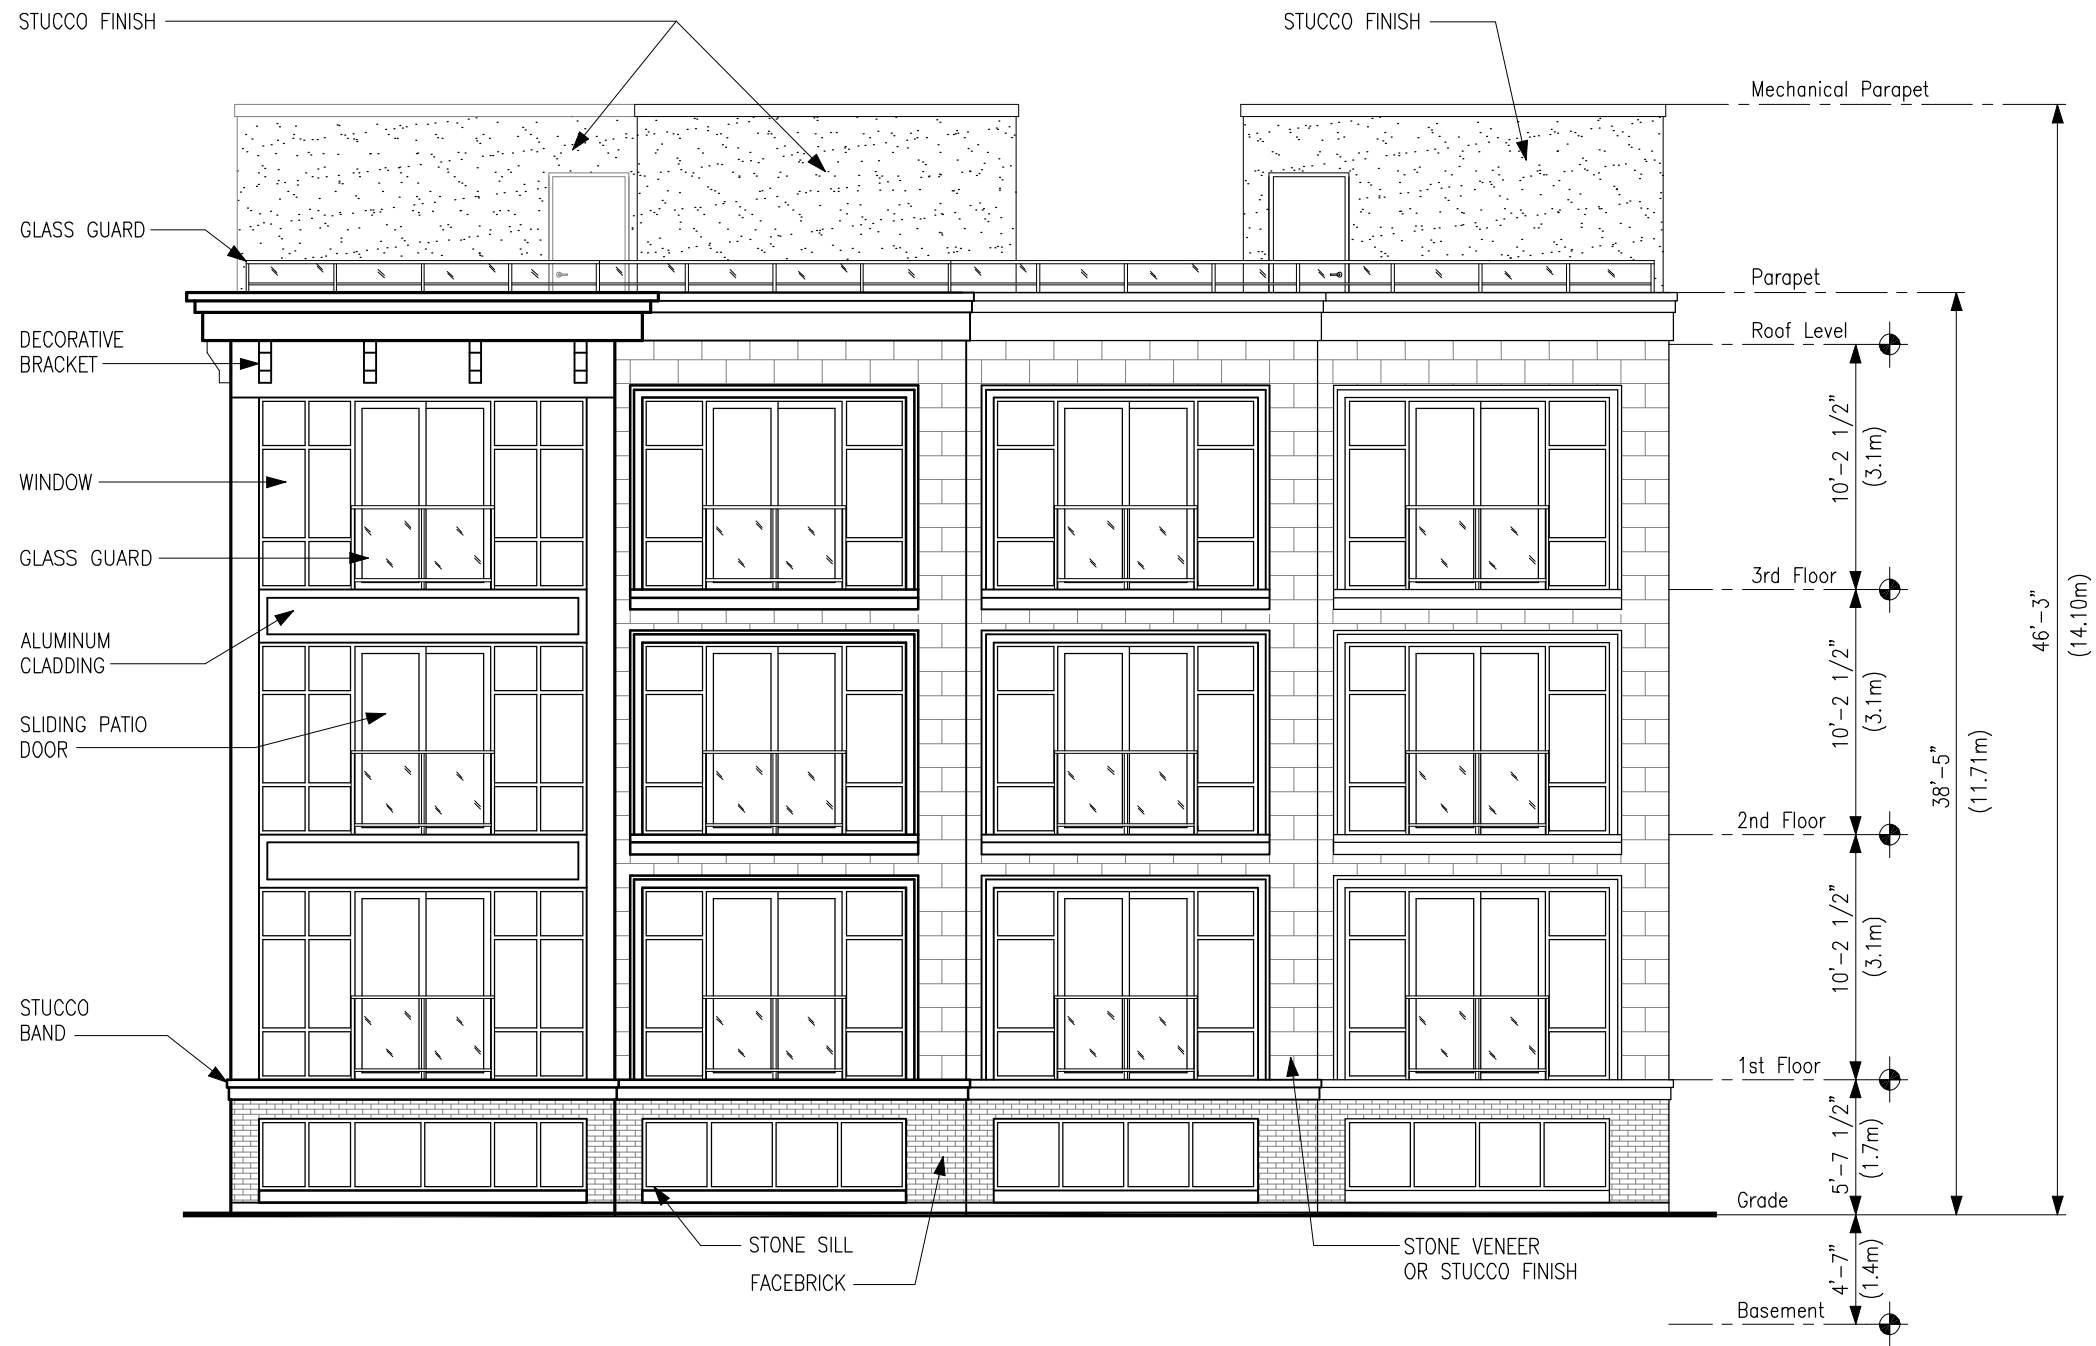 STUCCO FINISH
STUCCO FINISH
Mechanical Parapet
GLASS GUARD
Parapet
DECORATIVE
BRACKET
Roof Level
10'-2 1/2"
(3.1m)
WINDOW
GLASS GUARD
3rd Floor
ALUMINUM
CLADDING
10'-2 1/2"
(3.1m)
46'-3"
(14.10m)
SLIDING PATIO
DOOR
38'-5"
(11.71m)
2nd Floor
10'-2 1/2"
(3.1m)
STUCCO
BAND
1st Floor
5'-7 1/2"
(1.7m)
Grade
STONE SILL
FACEBRICK
STONE VENEER
OR STUCCO FINISH
4'-7"
(1.4m)
Basement